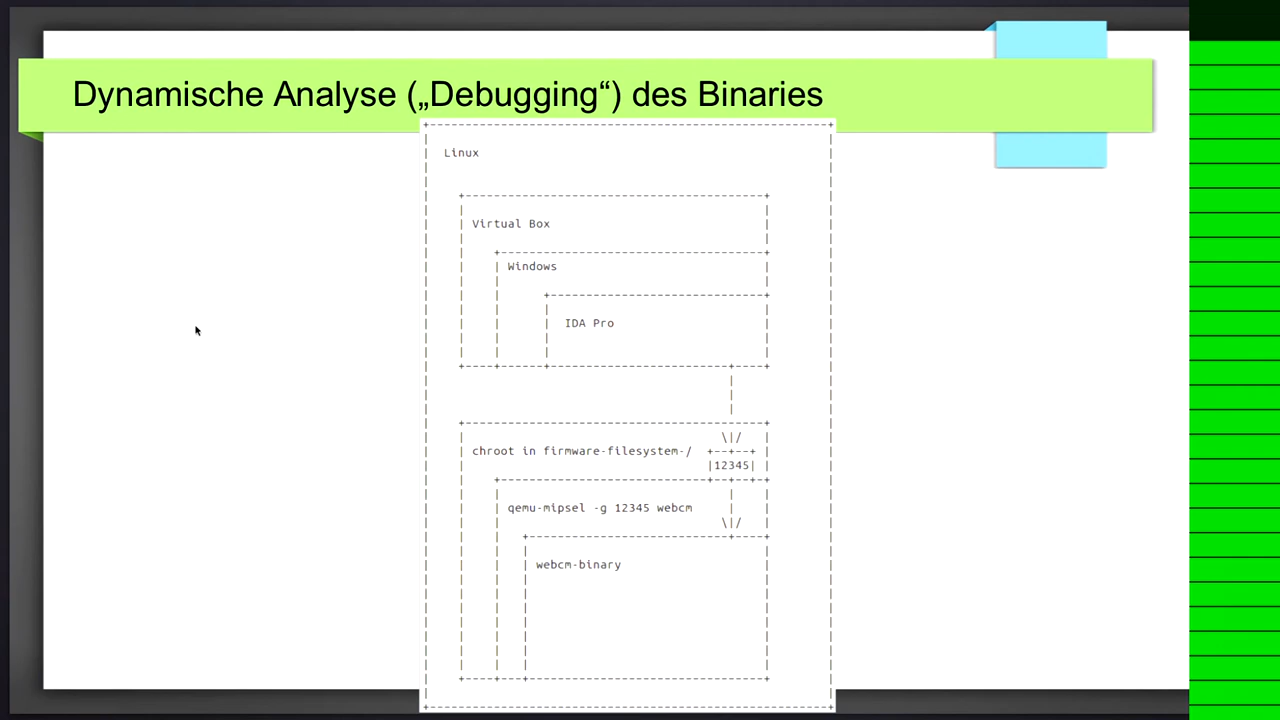 Dynamische Analyse („Debugging“) des Binaries
Linux
Virtual Box
Windows
IDA Pro
chroot in firmware-filesystem-/
12345
qemu-mipsel -g 12345 webcm
webcm-binary